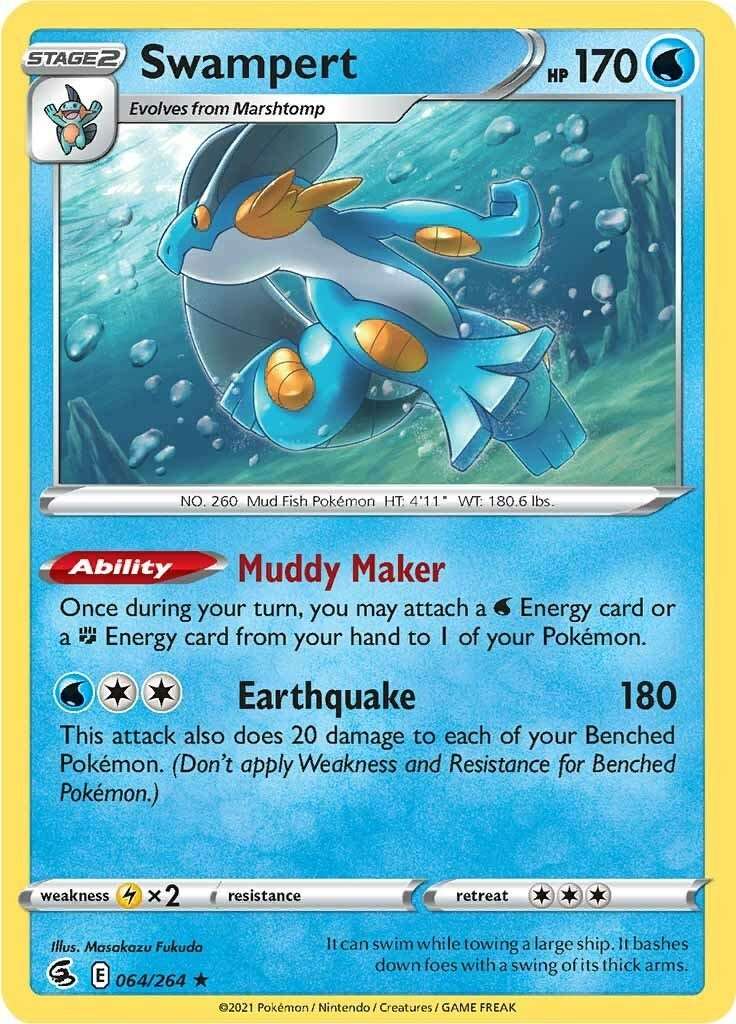 STAGE2
Swampert
HP 170
Evolves from Marshtomp
NO. 260 Mud Fish Pokémon HT: 4'11" WT: 180.6 lbs.
Ability Muddy Maker
Once during your turn, you may attach a Energy card or
a Energy card from your hand to 1 of your Pokémon.
Earthquake 180
This attack also does 20 damage to each of your Benched
Pokémon. (Don't apply Weakness and Resistance for Benched
Pokémon.)
weakness ×2 resistance retreat
Illus. Masakazu Fukuda
It can swim while towing a large ship. It bashes
down foes with a swing of its thick arms.
E 064/264 ★
©2021 Pokémon / Nintendo / Creatures / GAME FREAK